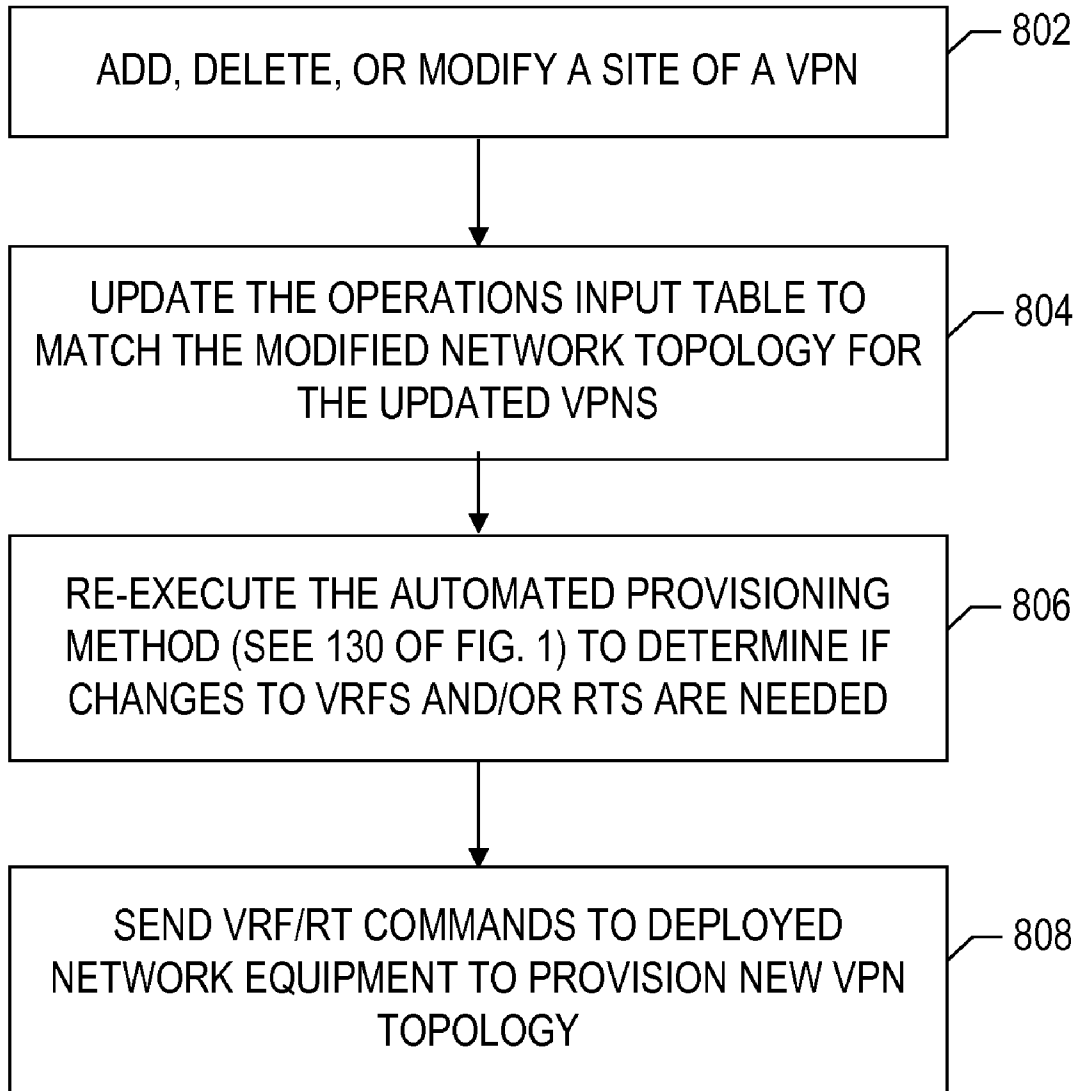 ADD, DELETE, OR MODIFY A SITE OF A VPN
802
UPDATE THE OPERATIONS INPUT TABLE TO
MATCH THE MODIFIED NETWORK TOPOLOGY FOR
THE UPDATED VPNS
804
RE-EXECUTE THE AUTOMATED PROVISIONING
METHOD (SEE 130 OF FIG. 1) TO DETERMINE IF
CHANGES TO VRFS AND/OR RTS ARE NEEDED
806
SEND VRF/RT COMMANDS TO DEPLOYED
NETWORK EQUIPMENT TO PROVISION NEW VPN
TOPOLOGY
808